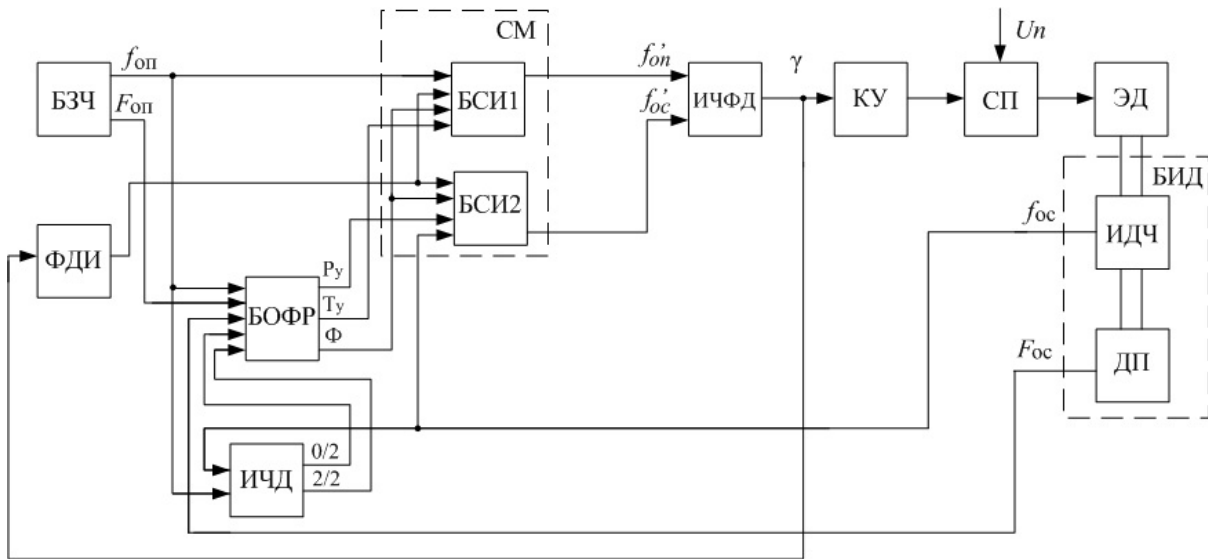 СМ
Uп
fоп
f'оп
γ
БЗЧ
Fоп
БСИ1
f'ос
ИЧФД
КУ
СП
ЭД
БИД
БСИ2
fос
ИДЧ
ФДИ
Ру
БОФР
Ту
Ф
Fос
ДП
0/2
ИЧД
2/2